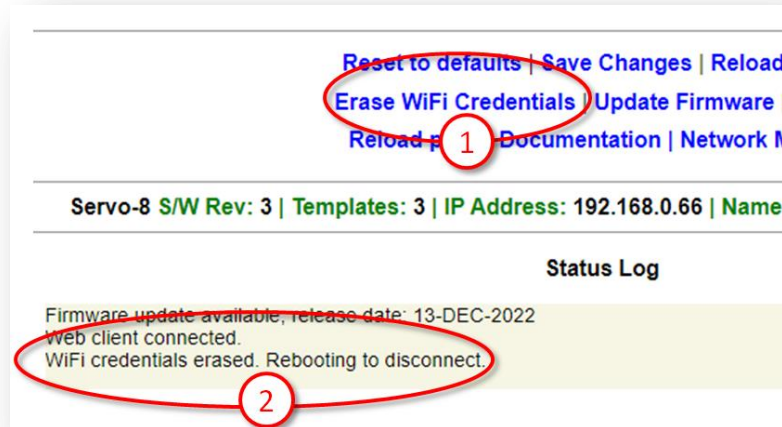 Reset to defaults | Save Changes | Reload
Erase WiFi Credentials | Update Firmware
Reload Documentation | Network
1
Servo-8 S/W Rev: 3 | Templates: 3 | IP Address: 192.168.0.66 | Name
Status Log
Firmware update available, release date: 13-DEC-2022
Web client connected.
WiFi credentials erased. Rebooting to disconnect.
2